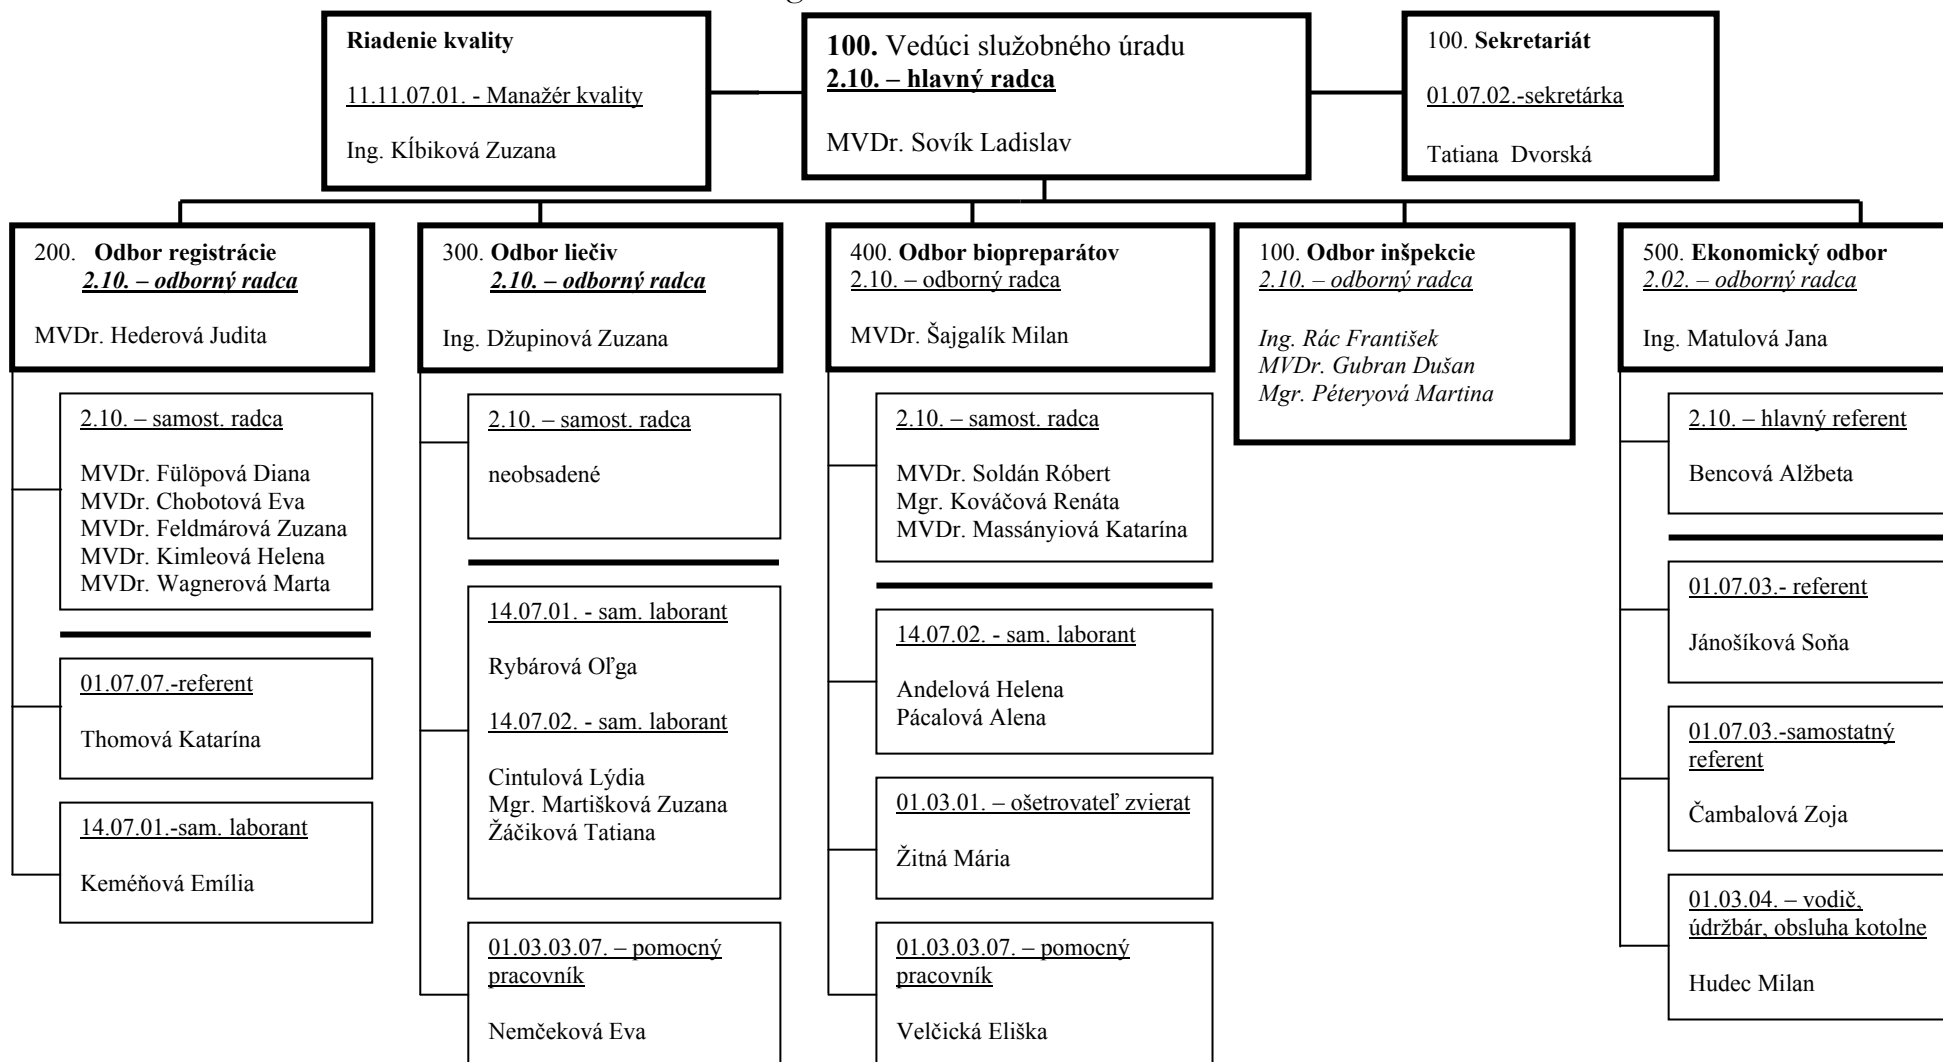 Riadenie kvality
11.11.07.01. - Manažér kvality
Ing. Kĺbiková Zuzana
100. Vedúci služobného úradu
2.10. – hlavný radca
MVDr. Sovík Ladislav
100. Sekretariát
01.07.02.-sekretárka
Tatiana Dvorská
200. Odbor registrácie
2.10. – odborný radca
MVDr. Hederová Judita
2.10. – samost. radca
MVDr. Fülöpová Diana
MVDr. Chobotová Eva
MVDr. Feldmárová Zuzana
MVDr. Kimleová Helena
MVDr. Wagnerová Marta
01.07.07.-referent
Thomová Katarína
14.07.01.-sam. laborant
Keméňová Emília
300. Odbor liečiv
2.10. – odborný radca
Ing. Džupinová Zuzana
2.10. – samost. radca
neobsadené
14.07.01. - sam. laborant
Rybárová Oľga
14.07.02. - sam. laborant
Cintulová Lýdia
Mgr. Martišková Zuzana
Žáčiková Tatiana
01.03.03.07. – pomocný
pracovník
Nemčeková Eva
400. Odbor biopreparátov
2.10. – odborný radca
MVDr. Šajgalík Milan
2.10. – samost. radca
MVDr. Soldán Róbert
Mgr. Kováčová Renáta
MVDr. Massányiová Katarína
14.07.02. - sam. laborant
Andelová Helena
Pácalová Alena
01.03.01. – ošetrovateľ zvierat
Žitná Mária
01.03.03.07. – pomocný
pracovník
Velčická Eliška
100. Odbor inšpekcie
2.10. – odborný radca
Ing. Rác František
MVDr. Gubran Dušan
Mgr. Péteryová Martina
500. Ekonomický odbor
2.02. – odborný radca
Ing. Matulová Jana
2.10. – hlavný referent
Bencová Alžbeta
01.07.03.- referent
Jánošíková Soňa
01.07.03.-samostatný
referent
Čambalová Zoja
01.03.04. – vodič,
údržbár, obsluha kotolne
Hudec Milan